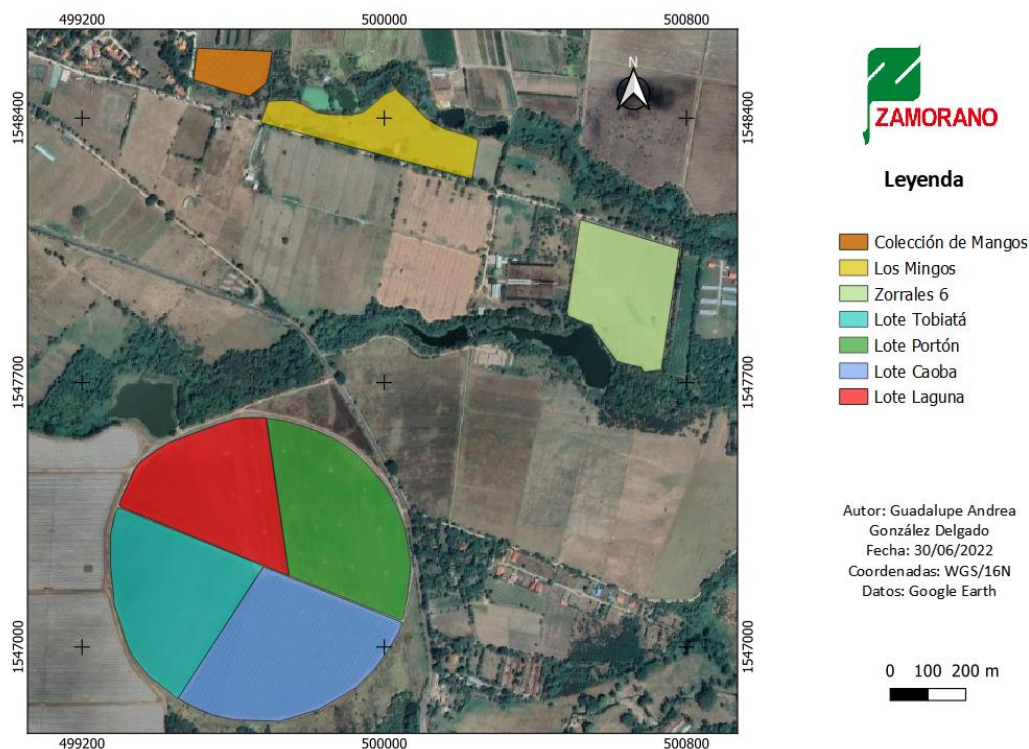 499200 500000 500800
1548400
1547700
1547000
N
1548400
1547700
1547000
499200 500000 500800
ZAMORANO
Leyenda
Colección de Mangos
Los Mingos
Zorrales 6
Lote Tobiatá
Lote Portón
Lote Caoba
Lote Laguna
Autor: Guadalupe Andrea
González Delgado
Fecha: 30/06/2022
Coordenadas: WGS/16N
Datos: Google Earth
0 100 200 m